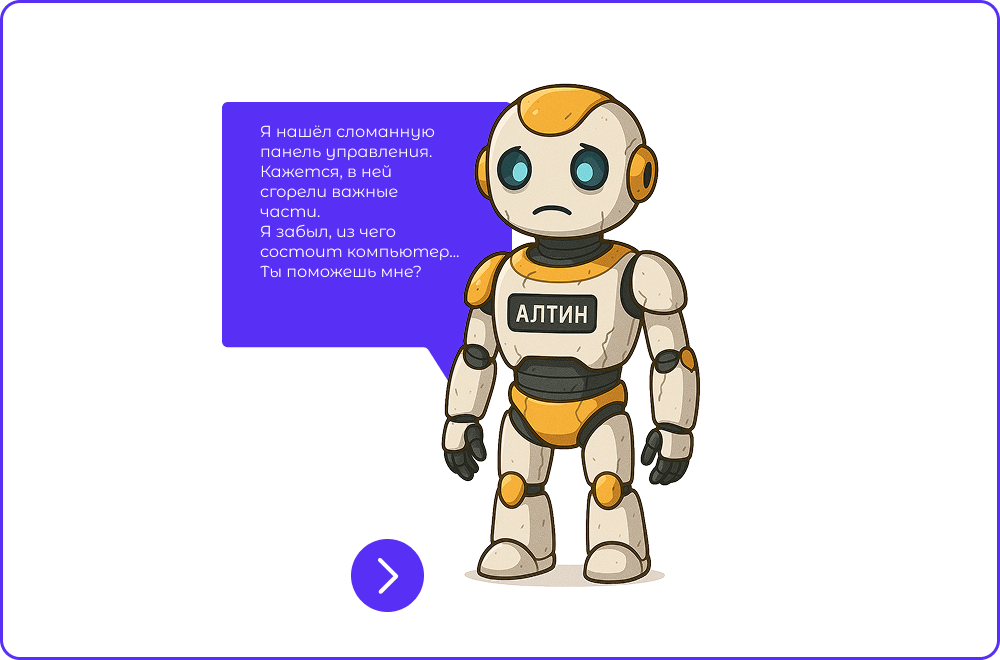 Я нашёл сломанную
панель управления.
Кажется, в ней
сгорели важные
части.
Я забыл, из чего
состоит компьютер...
Ты поможешь мне?
АЛТИН